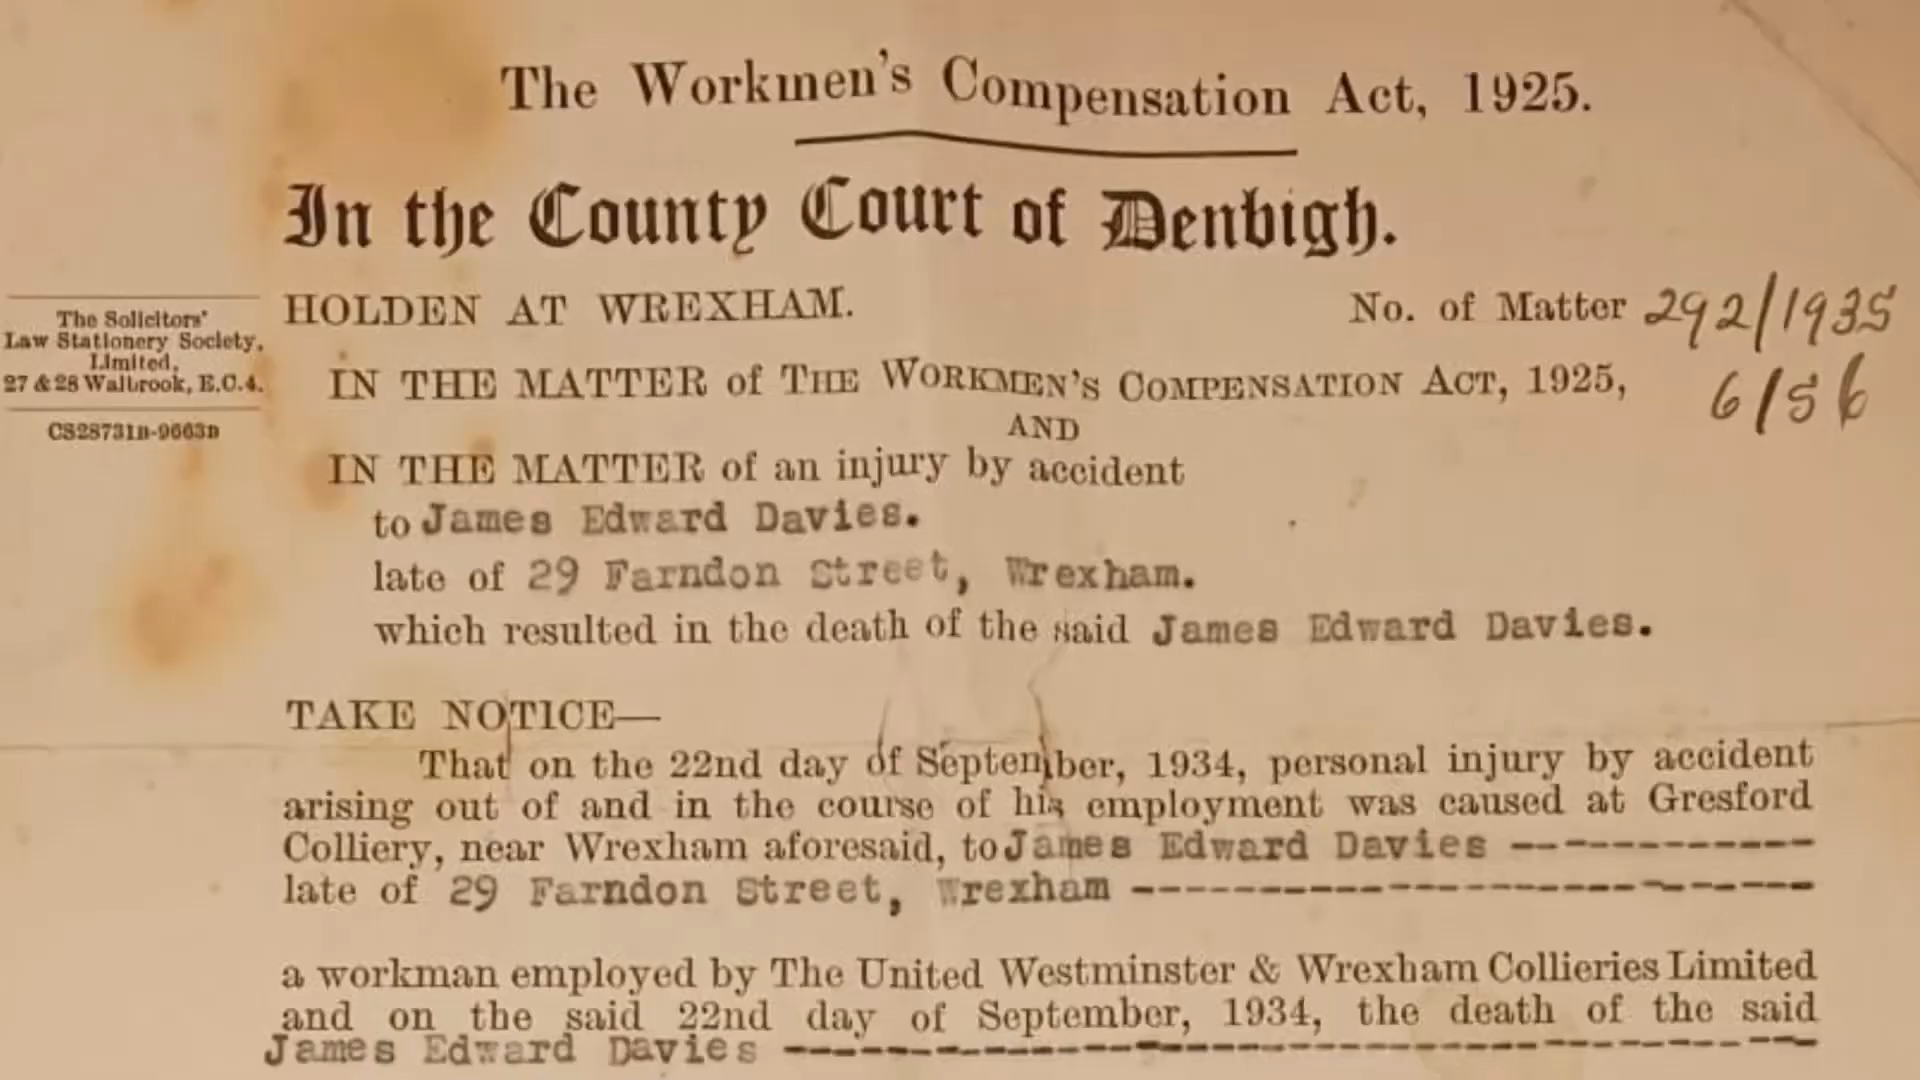 The Workmen's Compensation Act, 1925.
In the County Court of Denbigh.
HOLDEN AT WREXHAM. No. of Matter 292/1935
6/56
The Solicitors'
Law Stationery Society,
Limited,
27 & 28 Walbrook, E.C.4.
CS28731B-9663B
IN THE MATTER of THE WORKMEN'S COMPENSATION ACT, 1925,
AND
IN THE MATTER of an injury by accident
to James Edward Davies.
late of 29 Farndon Street, Wrexham.
which resulted in the death of the said James Edward Davies.
TAKE NOTICE—
That on the 22nd day of September, 1934, personal injury by accident
arising out of and in the course of his employment was caused at Gresford
Colliery, near Wrexham aforesaid, to James Edward Davies ------------
late of 29 Farndon Street, Wrexham --------------------------
a workman employed by The United Westminster & Wrexham Collieries Limited
and on the said 22nd day of September, 1934, the death of the said
James Edward Davies ----------------------------------------